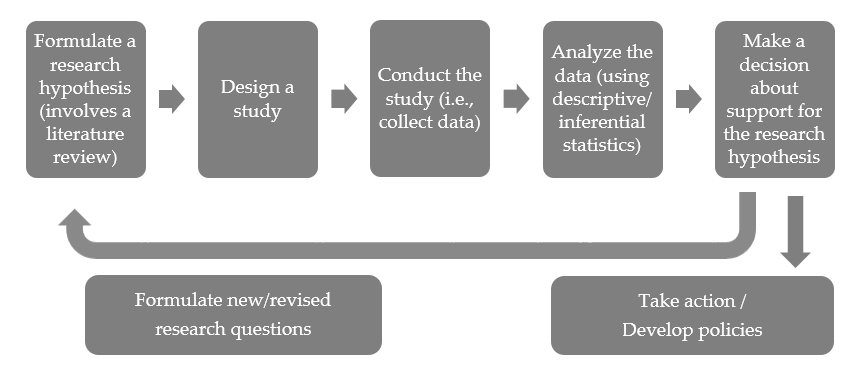 Formulate a
research
hypothesis
(involves a
literature
review)
Design a
study
Conduct the
study (i.e.,
collect data)
Analyze the
data (using
descriptive/
inferential
statistics)
Make a
decision
about
support for
the research
hypothesis
Formulate new/revised
research questions
Take action /
Develop policies